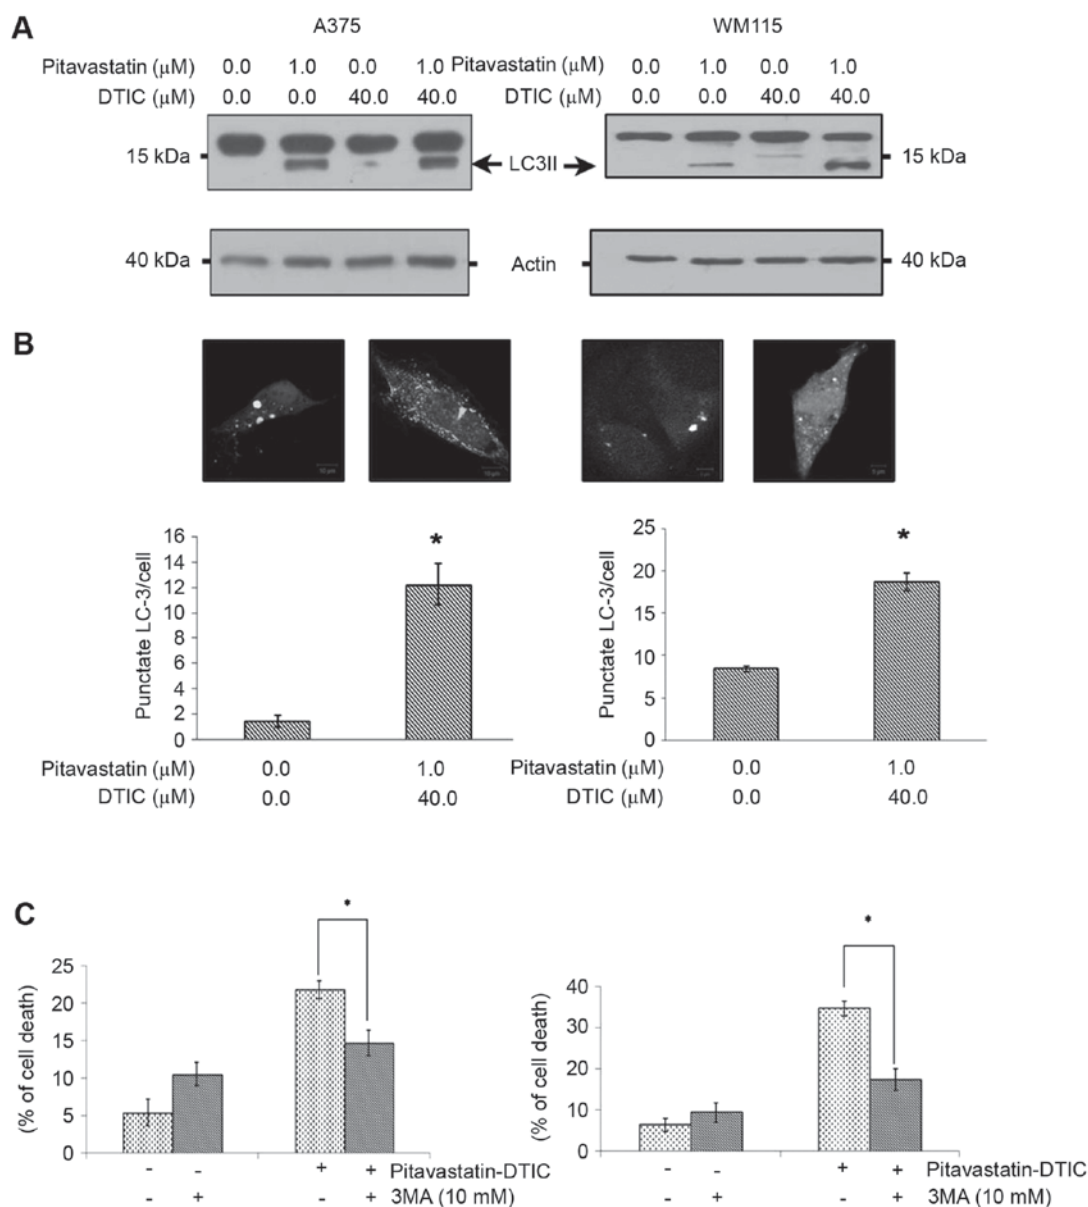 A
A375 WM115
Pitavastatin (μM) 0.0 1.0 0.0 1.0 Pitavastatin (μM) 0.0 1.0 0.0 1.0
DTIC (μM) 0.0 0.0 40.0 40.0 DTIC (μM) 0.0 0.0 40.0 40.0
15 kDa LC3II 15 kDa
40 kDa Actin 40 kDa
B
Punctate LC-3/cell
16
14
12
10
8
6
4
2
0
*
Pitavastatin (μM) 0.0 1.0
DTIC (μM) 0.0 40.0
Punctate LC-3/cell
25
20
15
10
5
0
*
Pitavastatin (μM) 0.0 1.0
DTIC (μM) 0.0 40.0
C
(% of cell death)
25
20
15
10
5
0
*
- - + + Pitavastatin-DTIC
- + - + 3MA (10 mM)
(% of cell death)
40
30
20
10
0
*
- - + + Pitavastatin-DTIC
- + - + 3MA (10 mM)